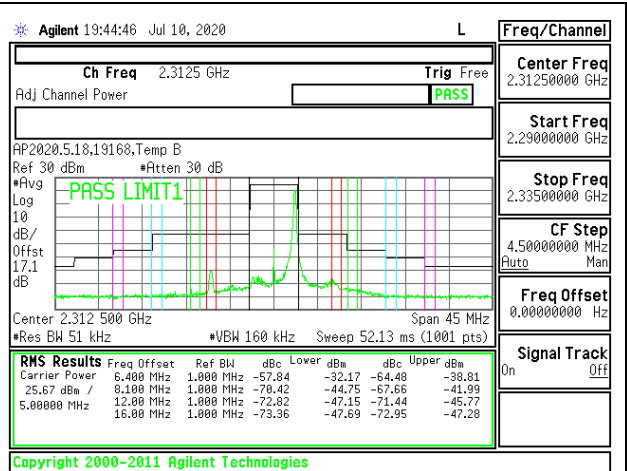 Agilent 19:44:46 Jul 10, 2020 L Freq/Channel
Ch Freq 2.3125 GHz Trig Free
Adj Channel Power PASS
Center Freq
2.31250000 GHz
Start Freq
2.29000000 GHz
AP2020.5.18,19168,Temp B
Ref 30 dBm #Atten 30 dB
#Avg
Log
10
dB/
Offst
17.1
dB
PASS LIMIT1
Stop Freq
2.33500000 GHz
CF Step
4.50000000 MHz
Auto Man
Freq Offset
0.00000000 Hz
Center 2.312 500 GHz Span 45 MHz
#Res BW 51 kHz #VBW 160 kHz Sweep 52.13 ms (1001 pts)
Signal Track
On Off
RMS Results Freq Offset Ref BW dBc Lower dBm dBc Upper dBm
Carrier Power 6.400 MHz 1.000 MHz -57.84 -32.17 -64.48 -38.81
25.67 dBm / 8.100 MHz 1.000 MHz -70.42 -44.75 -67.66 -41.99
5.00000 MHz 12.00 MHz 1.000 MHz -72.82 -47.15 -71.44 -45.77
16.00 MHz 1.000 MHz -73.36 -47.69 -72.95 -47.28
Copyright 2000-2011 Agilent Technologies